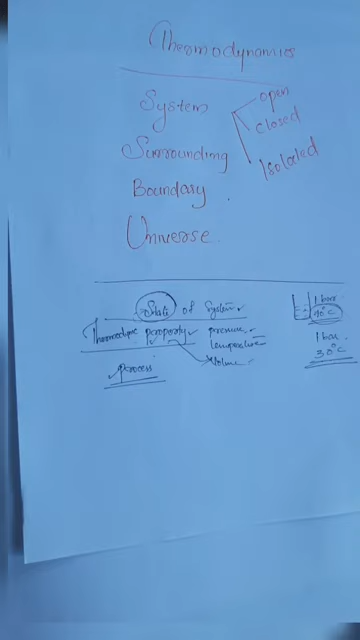 Thermodynamics
System
open
closed
Isolated
Surrounding
Boundary
Universe.
State of System
1 bar
10°C
property pressure
temperature
Volume
1 bar
30°C
process